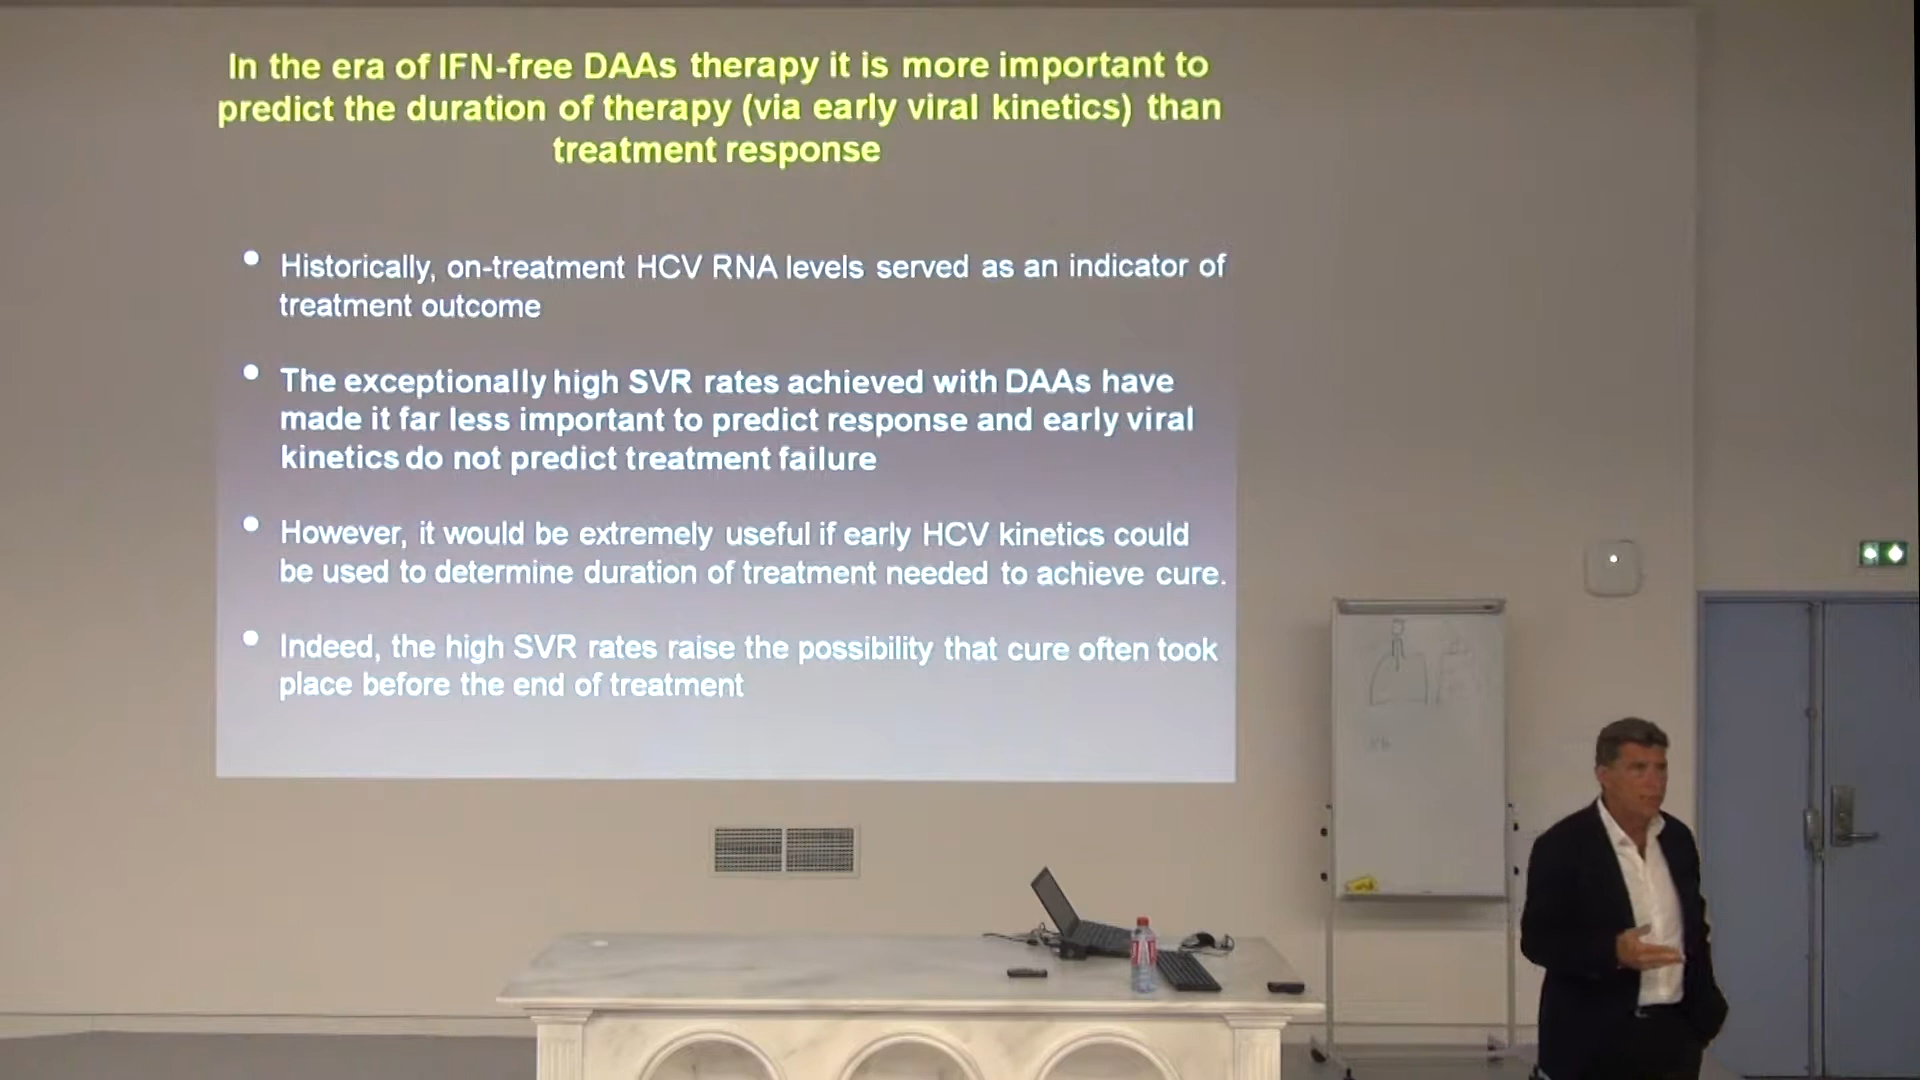 In the era of IFN-free DAAs therapy it is more important to
predict the duration of therapy (via early viral kinetics) than
treatment response
• Historically, on-treatment HCV RNA levels served as an indicator of
treatment outcome
• The exceptionally high SVR rates achieved with DAAs have
made it far less important to predict response and early viral
kinetics do not predict treatment failure
• However, it would be extremely useful if early HCV kinetics could
be used to determine duration of treatment needed to achieve cure.
• Indeed, the high SVR rates raise the possibility that cure often took
place before the end of treatment